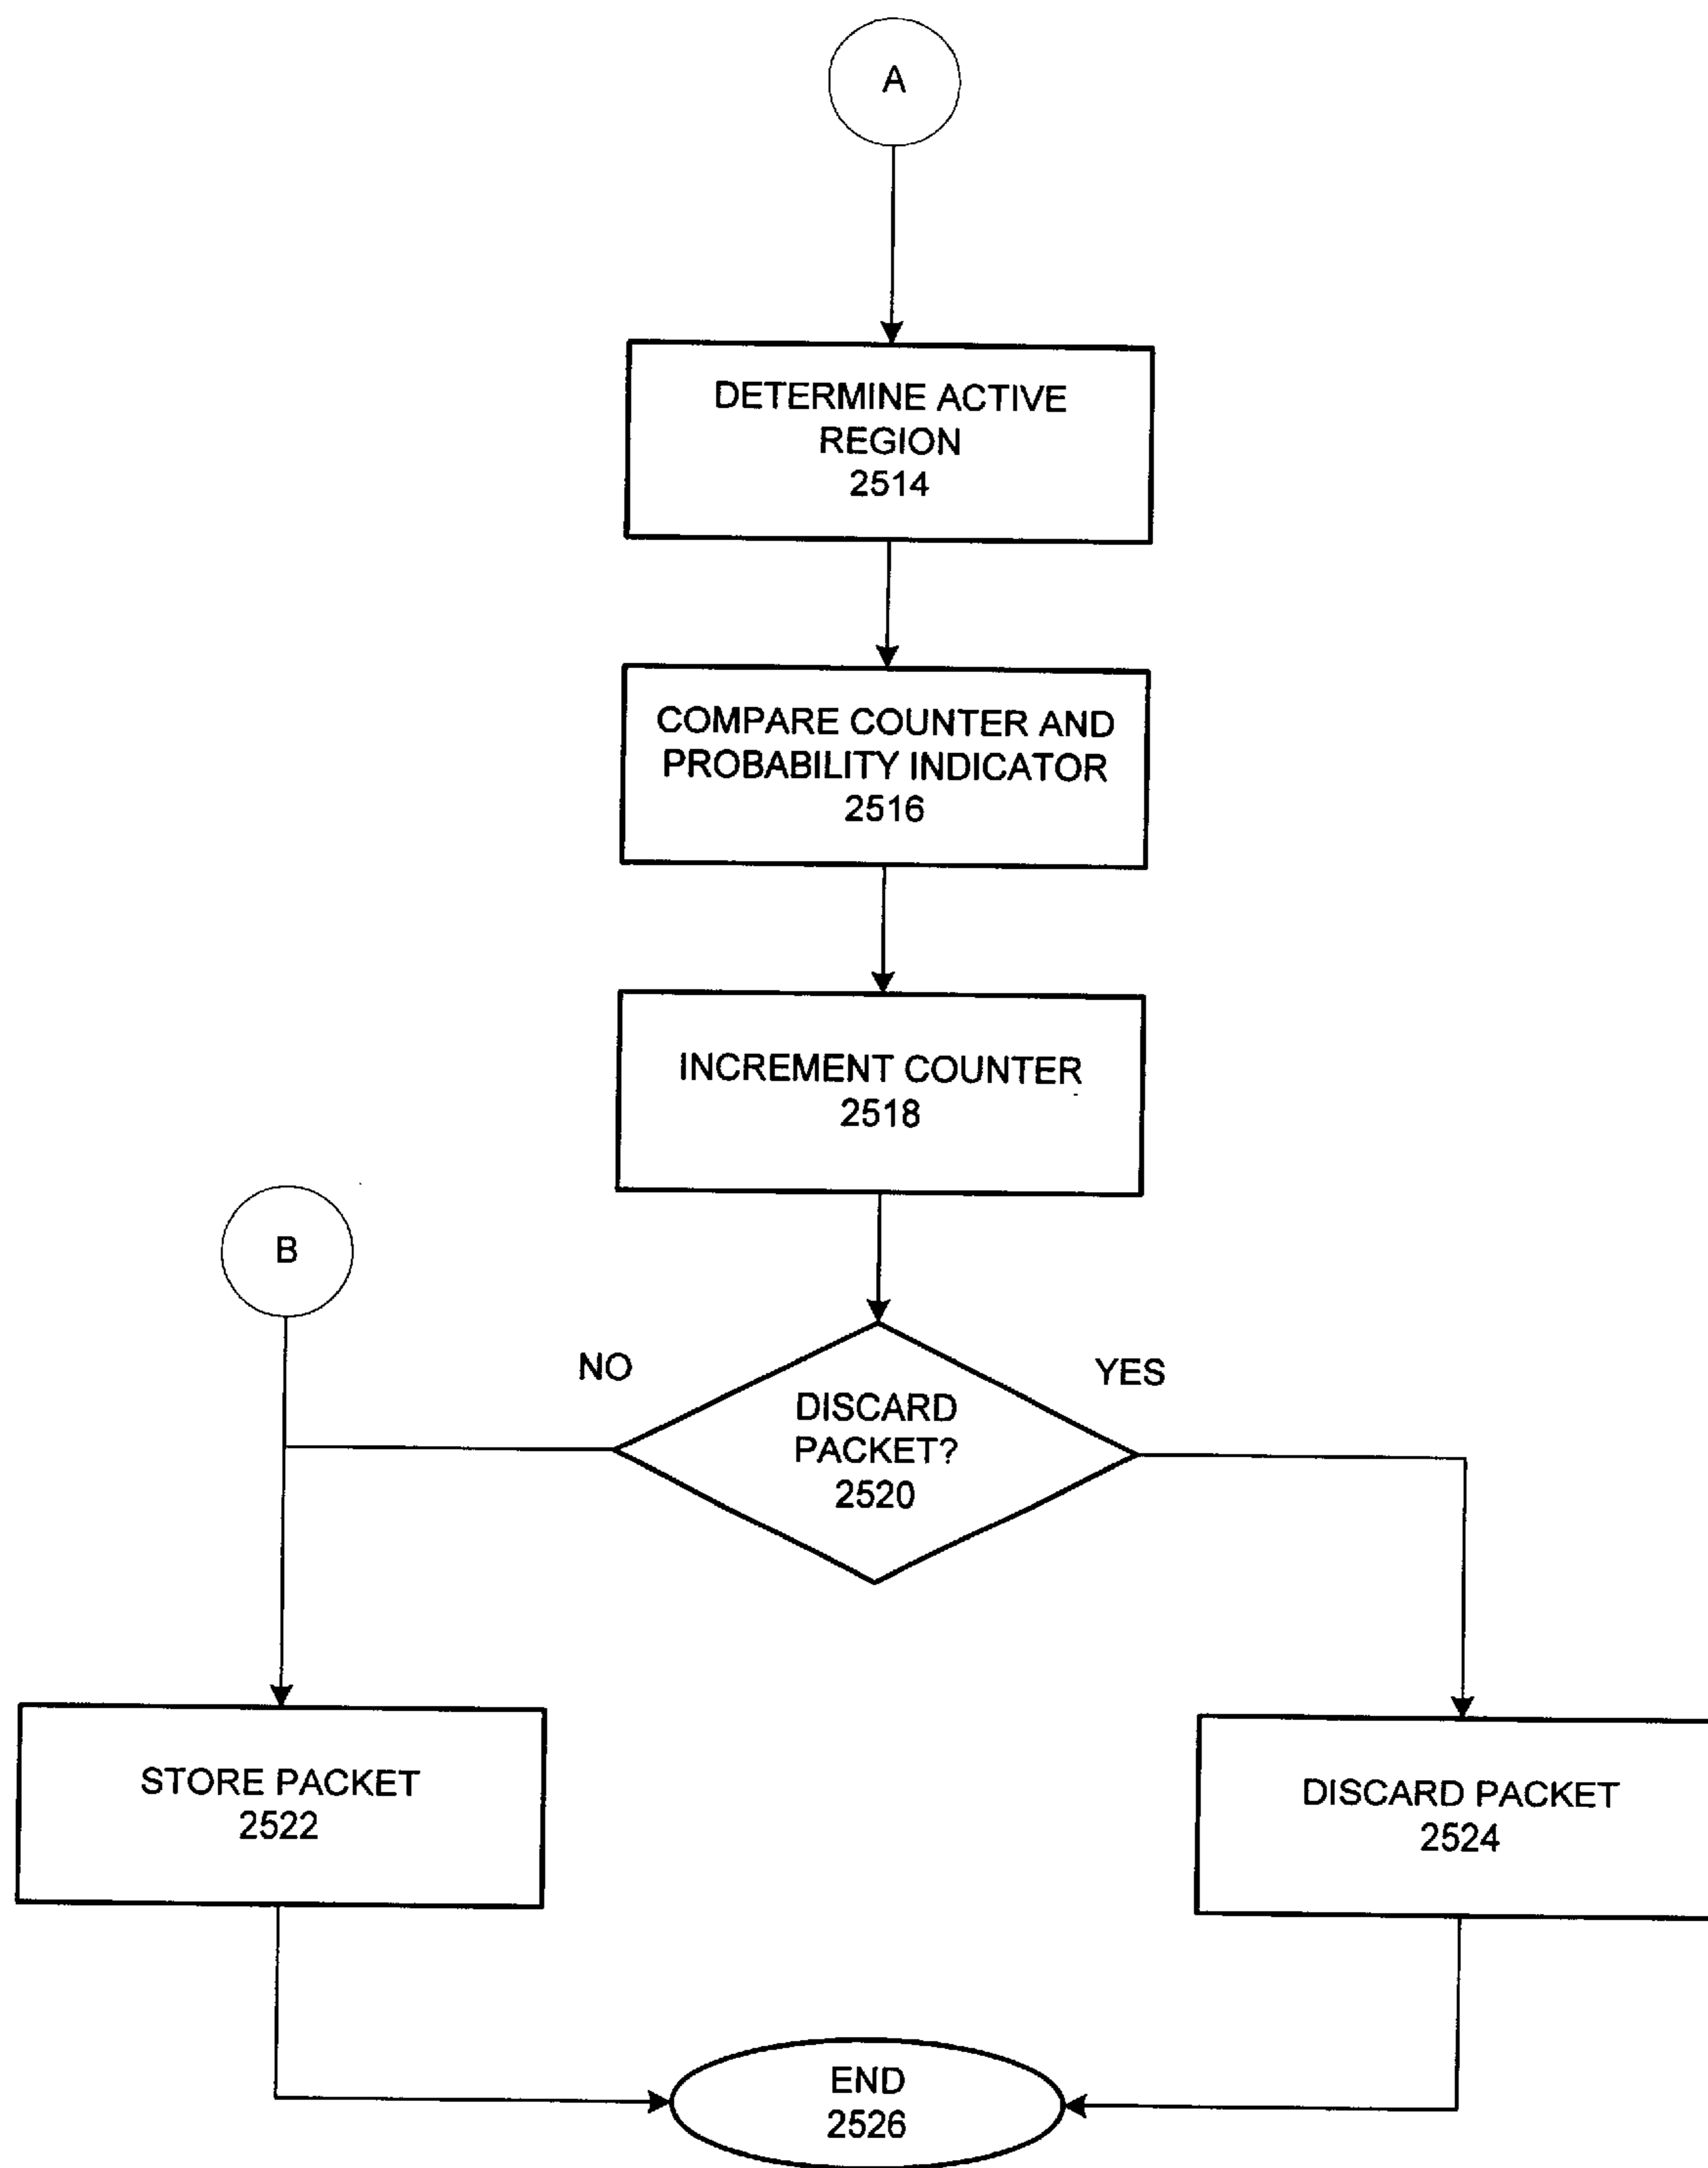 A
DETERMINE ACTIVE
REGION
2514
COMPARE COUNTER AND
PROBABILITY INDICATOR
2516
INCREMENT COUNTER
2518
B
NO
YES
DISCARD
PACKET?
2520
STORE PACKET
2522
DISCARD PACKET
2524
END
2526